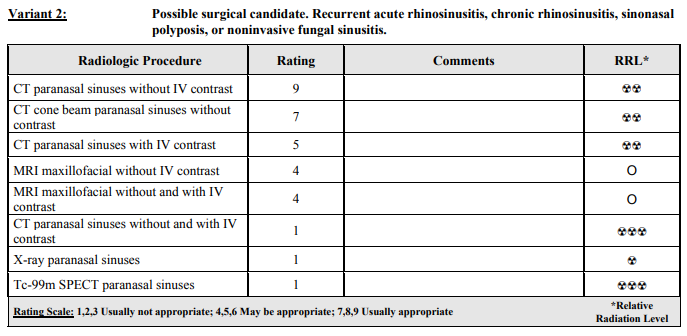 Variant 2: Possible surgical candidate. Recurrent acute rhinosinusitis, chronic rhinosinusitis, sinonasal
polyposis, or noninvasive fungal sinusitis.
Radiologic Procedure Rating Comments RRL*
CT paranasal sinuses without IV contrast 9 ☢☢
CT cone beam paranasal sinuses without
contrast 7 ☢☢
CT paranasal sinuses with IV contrast 5 ☢☢
MRI maxillofacial without IV contrast 4 O
MRI maxillofacial without and with IV
contrast 4 O
CT paranasal sinuses without and with IV
contrast 1 ☢☢☢
X-ray paranasal sinuses 1 ☢
Tc-99m SPECT paranasal sinuses 1 ☢☢☢
Rating Scale: 1,2,3 Usually not appropriate; 4,5,6 May be appropriate; 7,8,9 Usually appropriate
*Relative
Radiation Level